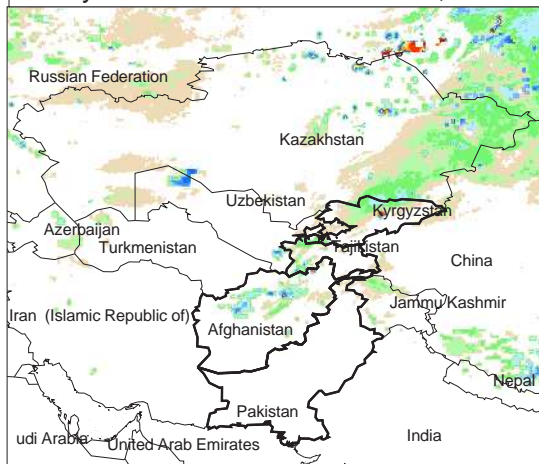 Russian Federation
Kazakhstan
Uzbekistan
Kyrgyzstan
Azerbaijan
Turkmenistan
Tajikistan
China
Iran (Islamic Republic of)
Jammu Kashmir
Afghanistan
Nepal
Pakistan
udi Arabia
United Arab Emirates
India